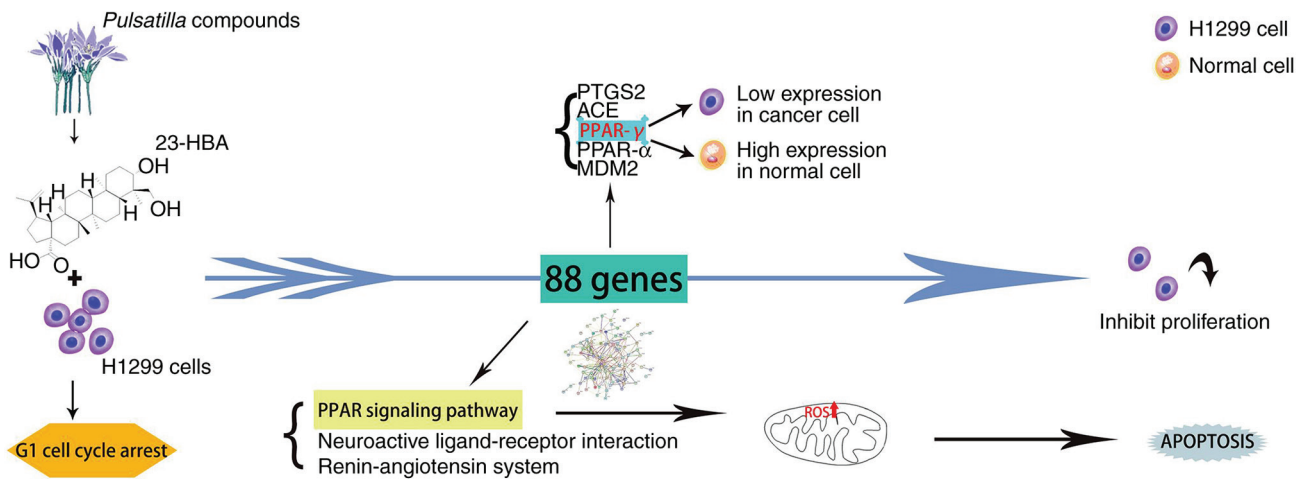 Pulsatilla compounds
23-HBA
OH
H
H
H
H
OH
HO
O
+
H1299 cells
G1 cell cycle arrest
88 genes
PTGS2
ACE
PPAR-γ
PPAR-α
MDM2
Low expression
in cancer cell
High expression
in normal cell
H1299 cell
Normal cell
Inhibit proliferation
PPAR signaling pathway
Neuroactive ligand-receptor interaction
Renin-angiotensin system
ROS
APOPTOSIS